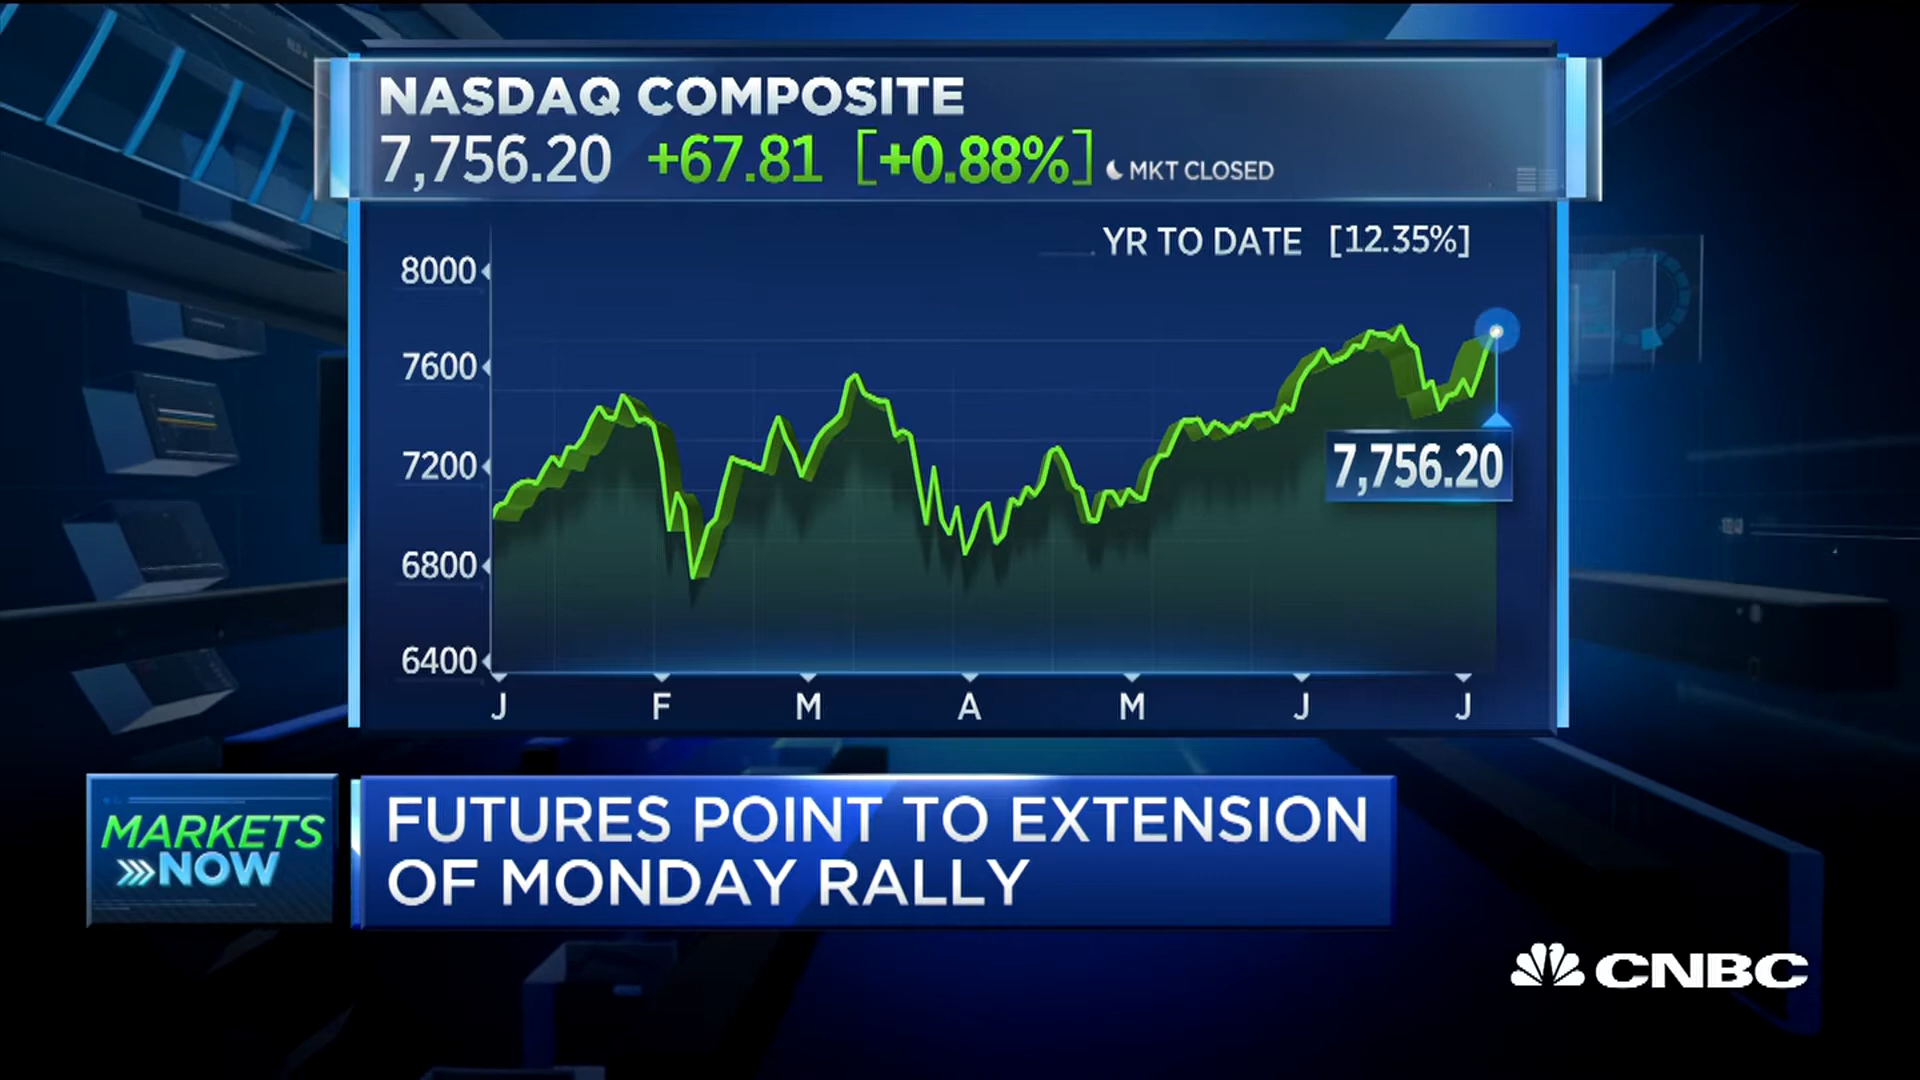 NASDAQ COMPOSITE
7,756.20 +67.81 [+0.88%] MKT CLOSED
YR TO DATE [12.35%]
8000
7600
7200
6800
6400
7,756.20
J F M A M J J
MARKETS
NOW
FUTURES POINT TO EXTENSION
OF MONDAY RALLY
CNBC